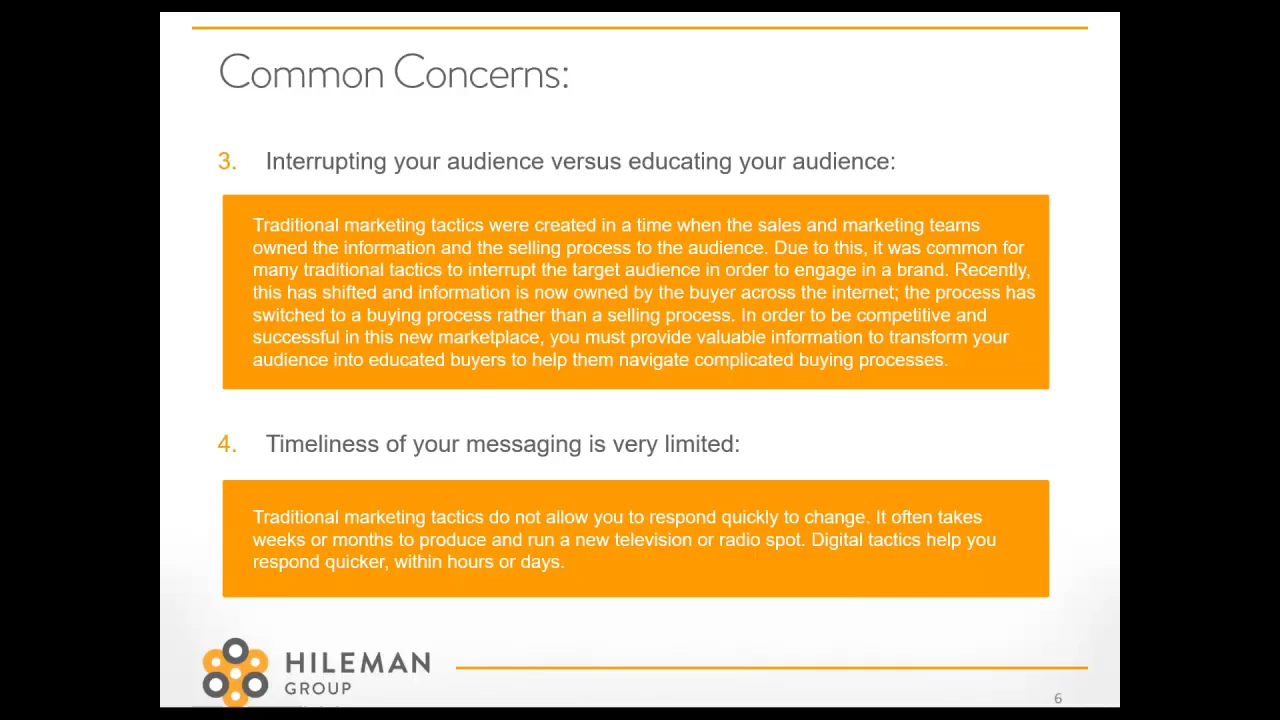 Common Concerns:
3. Interrupting your audience versus educating your audience:
Traditional marketing tactics were created in a time when the sales and marketing teams
owned the information and the selling process to the audience. Due to this, it was common for
many traditional tactics to interrupt the target audience in order to engage in a brand. Recently,
this has shifted and information is now owned by the buyer across the internet; the process has
switched to a buying process rather than a selling process. In order to be competitive and
successful in this new marketplace, you must provide valuable information to transform your
audience into educated buyers to help them navigate complicated buying processes.
4. Timeliness of your messaging is very limited:
Traditional marketing tactics do not allow you to respond quickly to change. It often takes
weeks or months to produce and run a new television or radio spot. Digital tactics help you
respond quicker, within hours or days.
HILEMAN
GROUP
6